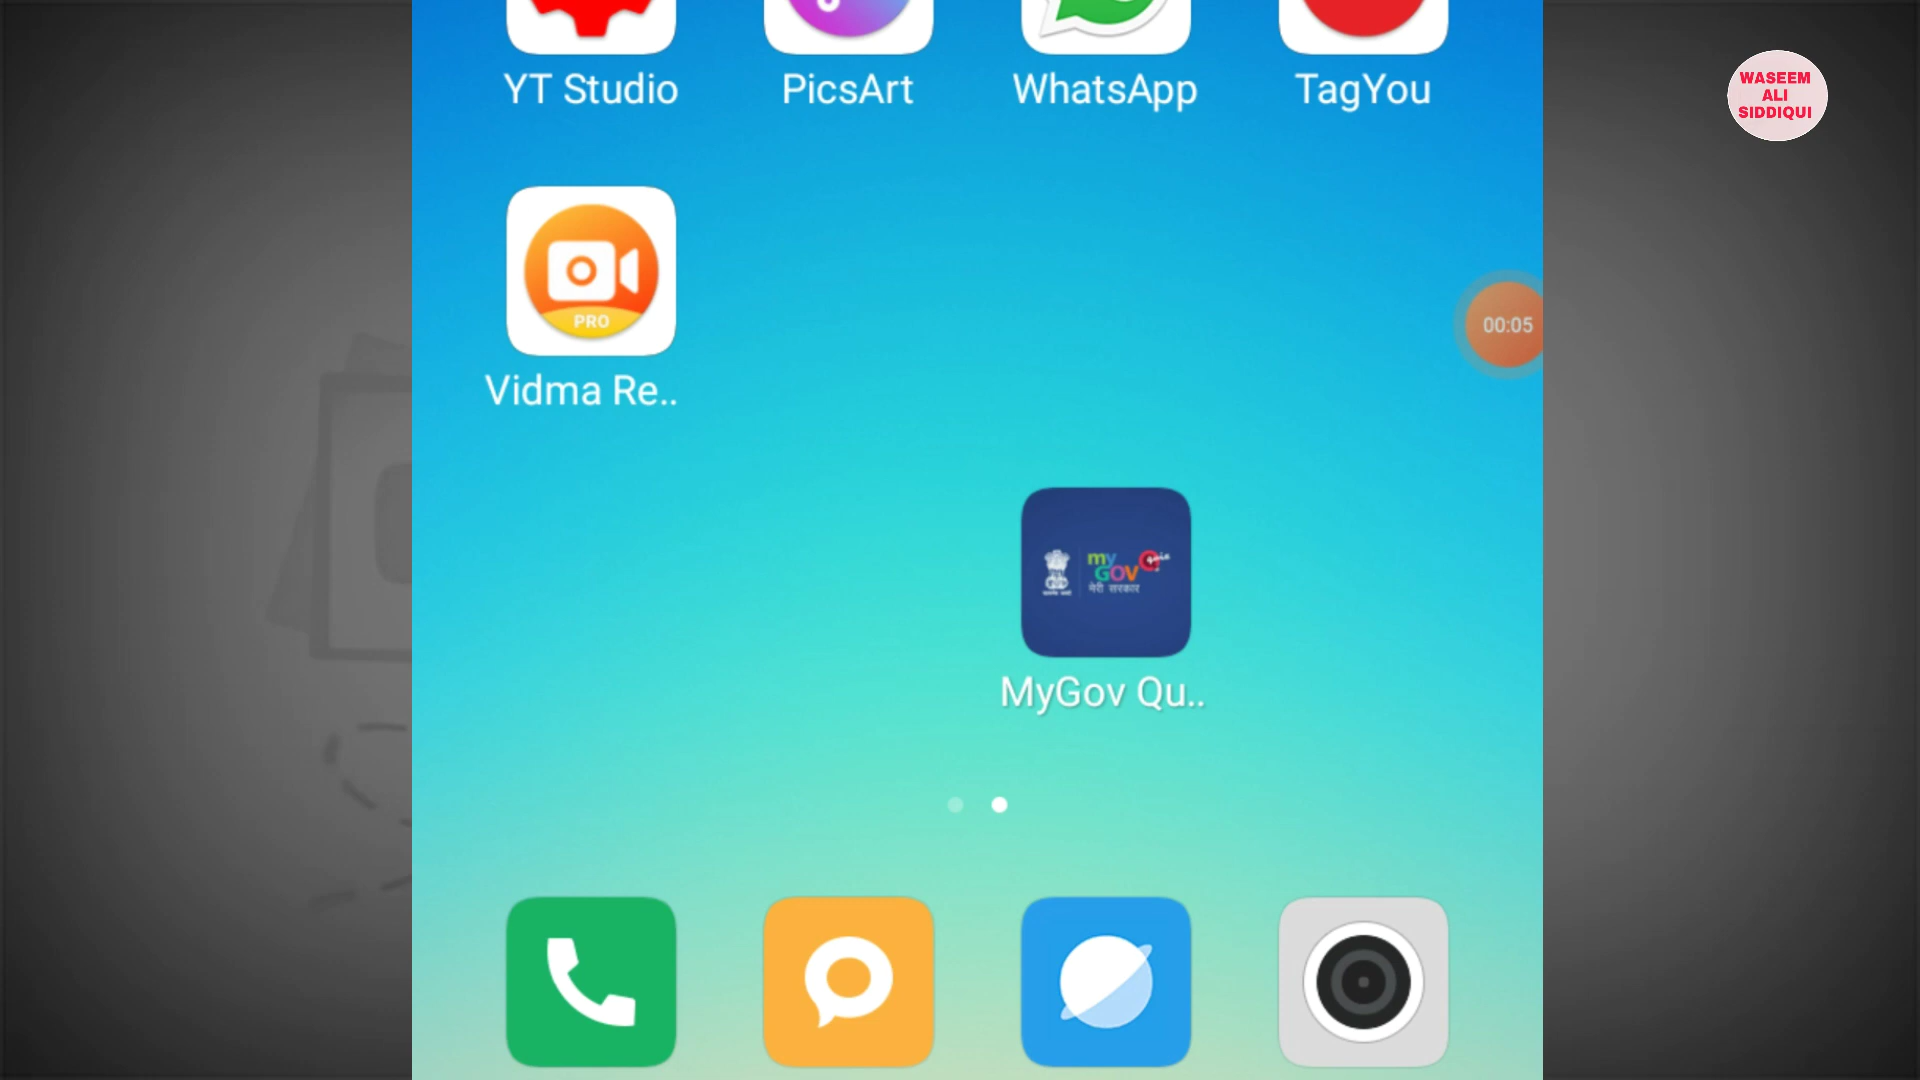 YT Studio
PicsArt
WhatsApp
TagYou
WASEEM
ALI
SIDDIQUI
PRO
00:05
Vidma Re..
my
GOV
मेरी सरकार
MyGov Qu..